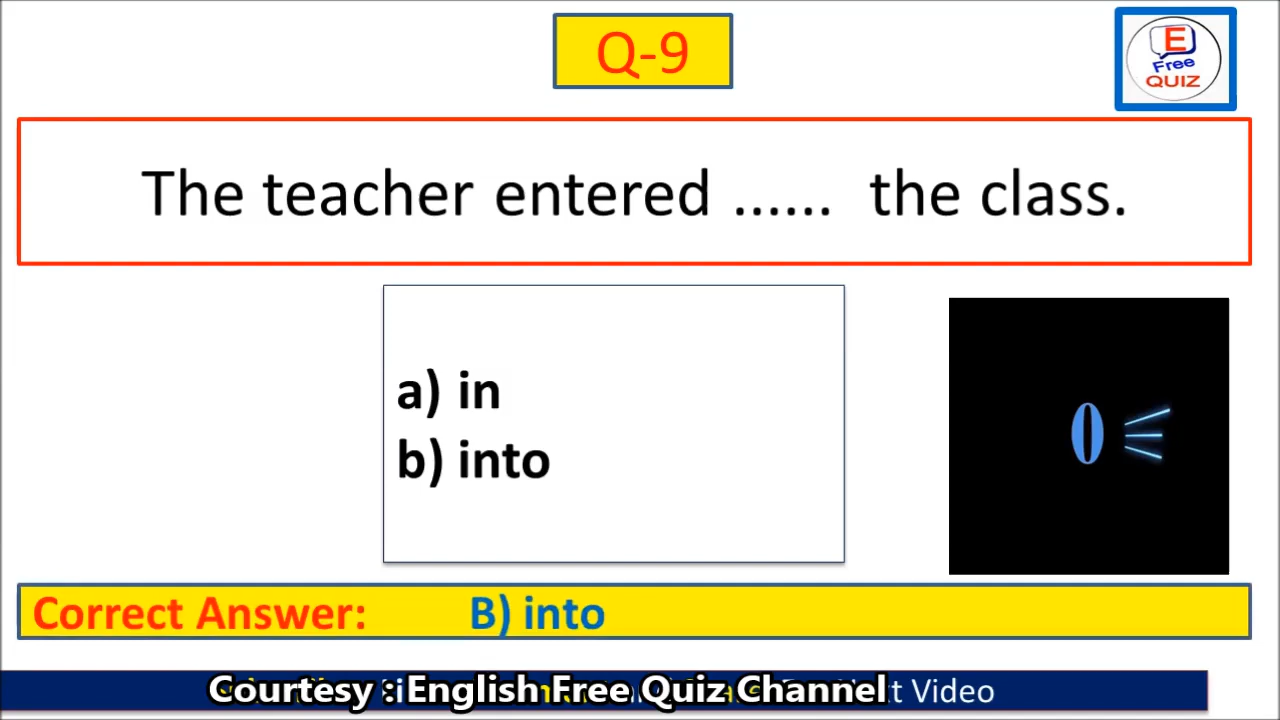 Q-9
E
Free
QUIZ
The teacher entered ...... the class.
a) in
b) into
0
Correct Answer: B) into
Courtesy : English Free Quiz Channel
Video